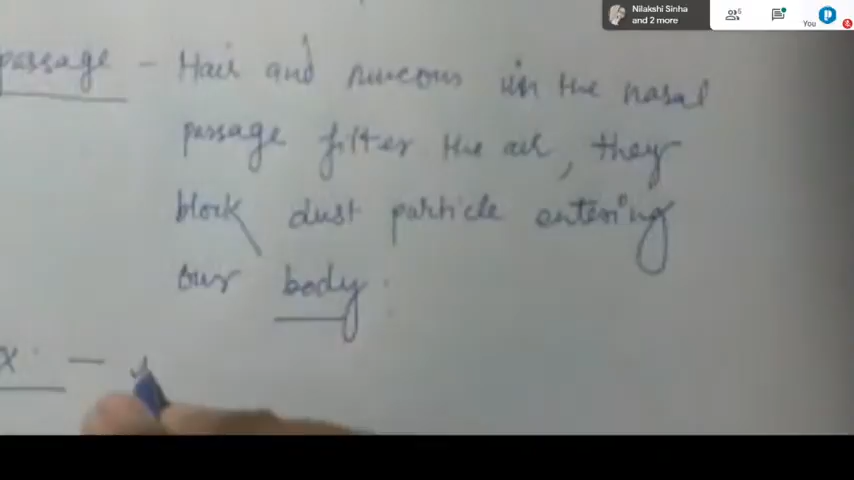 Nilakshi Sinha
and 2 more
5
You
passage - Hair and mucous in the nasal
passage filter the air, they
block dust particle entering
our body.
x -